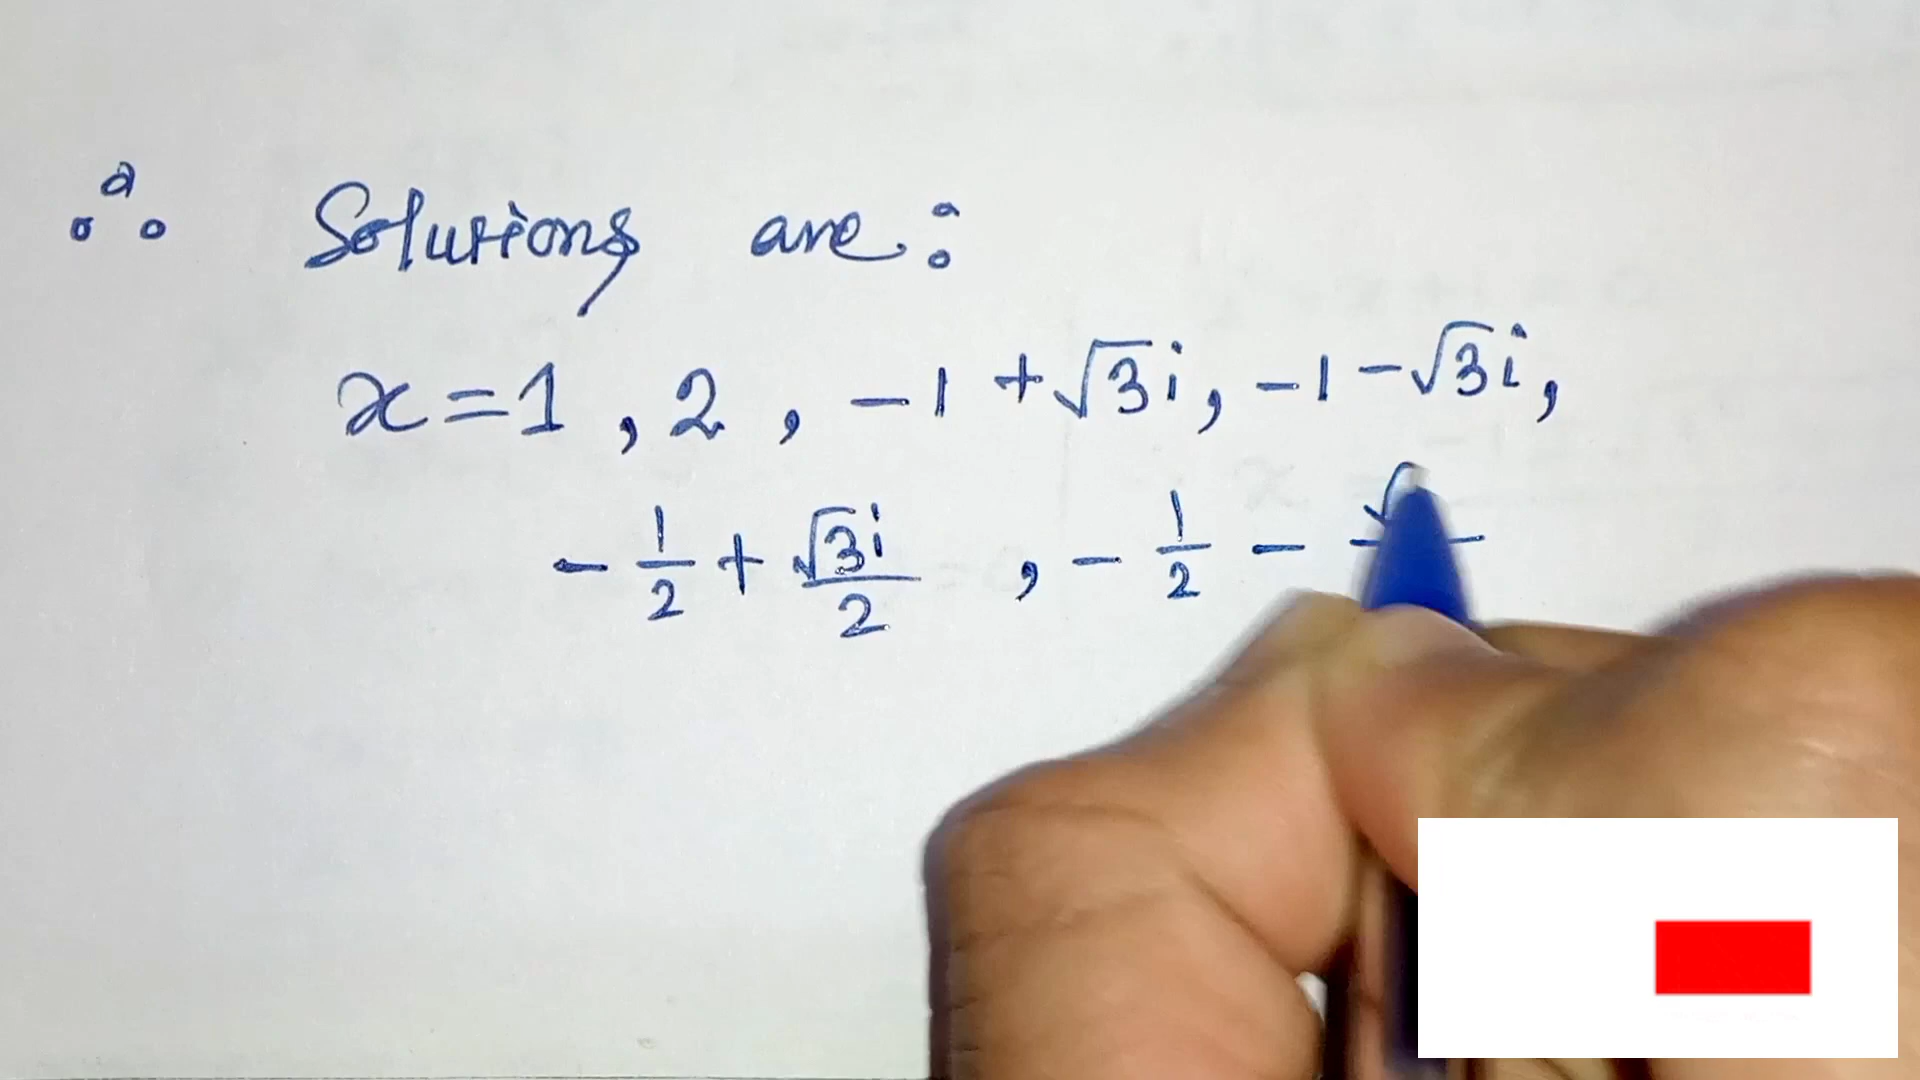 ∴ Solutions are:
x = 1 , 2 , -1 + √3i , -1 - √3i ,
- 1/2 + √3i/2 , - 1/2 - √